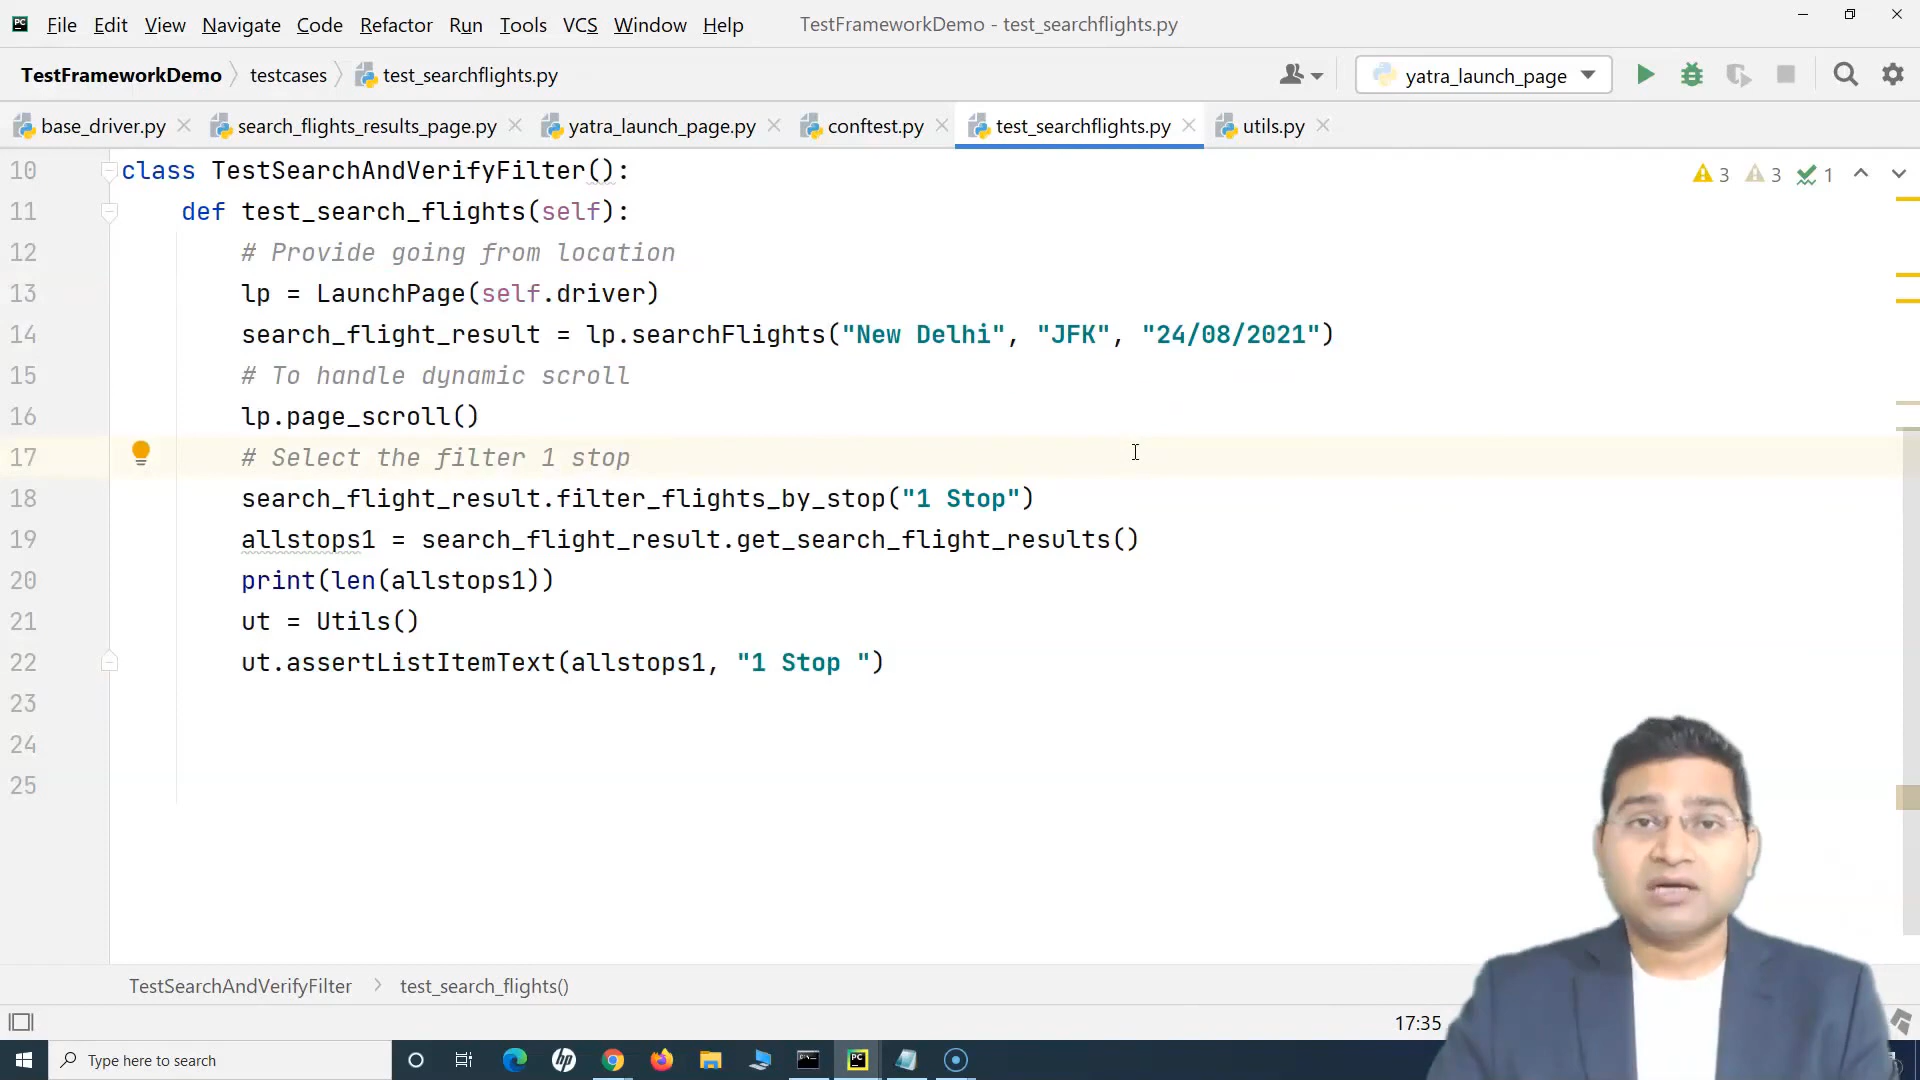 File Edit View Navigate Code Refactor Run Tools VCS Window Help TestFrameworkDemo - test_searchflights.py
TestFrameworkDemo testcases test_searchflights.py yatra_launch_page
base_driver.py search_flights_results_page.py yatra_launch_page.py conftest.py test_searchflights.py utils.py
10 class TestSearchAndVerifyFilter(): 3 3 1
11 def test_search_flights(self):
12 # Provide going from location
13 lp = LaunchPage(self.driver)
14 search_flight_result = lp.searchFlights("New Delhi", "JFK", "24/08/2021")
15 # To handle dynamic scroll
16 lp.page_scroll()
17 # Select the filter 1 stop
18 search_flight_result.filter_flights_by_stop("1 Stop")
19 allstops1 = search_flight_result.get_search_flight_results()
20 print(len(allstops1))
21 ut = Utils()
22 ut.assertListItemText(allstops1, "1 Stop ")
23
24
25
TestSearchAndVerifyFilter test_search_flights()
17:35
Type here to search hp PC